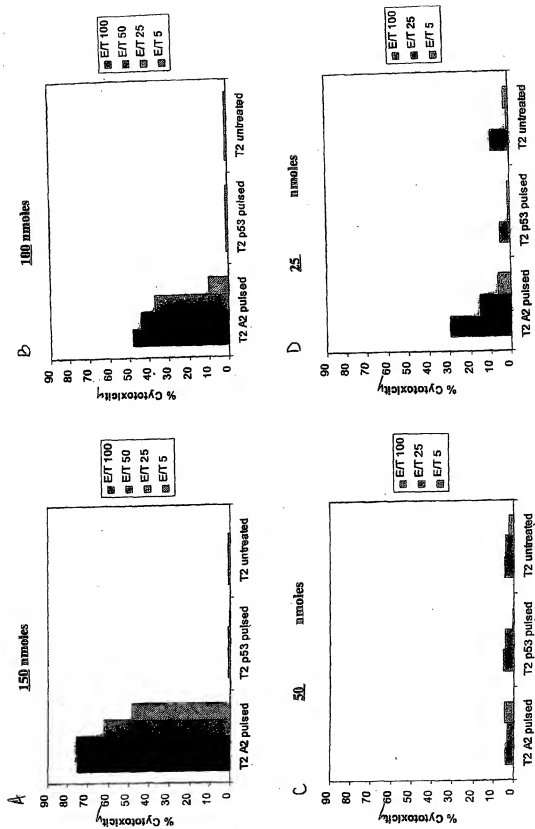 A
150 nmoles
% Cytotoxicity
90
80
70
60
50
40
30
20
10
0
T2 A2 pulsed
T2 p53 pulsed
T2 untreated
E/T 100
E/T 50
E/T 25
E/T 5
B
100 nmoles
% Cytotoxicity
90
80
70
60
50
40
30
20
10
0
T2 A2 pulsed
T2 p53 pulsed
T2 untreated
E/T 100
E/T 50
E/T 25
E/T 5
C
50 nmoles
% Cytotoxicity
90
80
70
60
50
40
30
20
10
0
T2 A2 pulsed
T2 p53 pulsed
T2 untreated
E/T 100
E/T 25
E/T 5
D
25 nmoles
% Cytotoxicity
90
80
70
60
50
40
30
20
10
0
T2 A2 pulsed
T2 p53 pulsed
T2 untreated
E/T 100
E/T 25
E/T 5